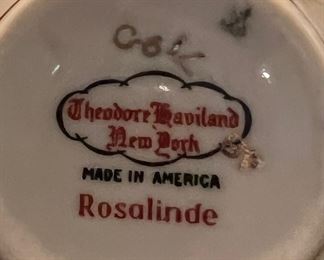 Theodore Haviland
New York
MADE IN AMERICA
Rosalinde